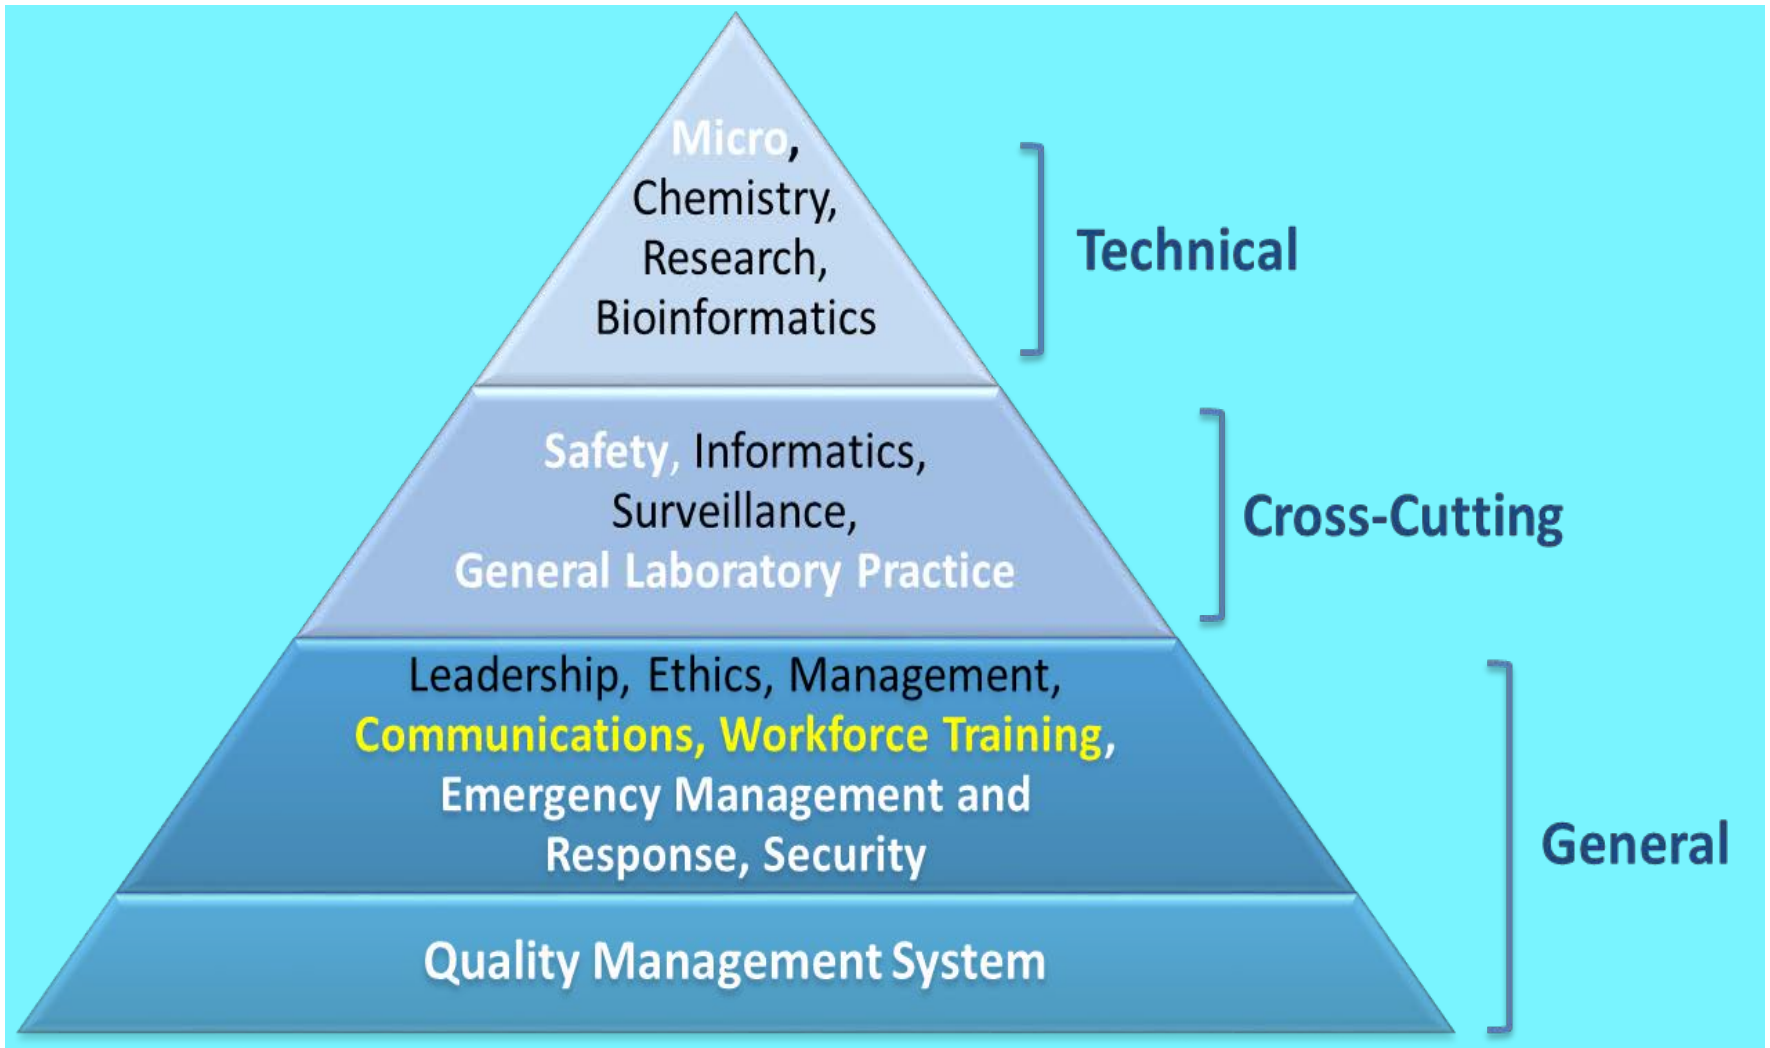 Micro,
Chemistry,
Research,
Bioinformatics
Technical
Safety, Informatics,
Surveillance,
General Laboratory Practice
Cross-Cutting
Leadership, Ethics, Management,
Communications, Workforce Training,
Emergency Management and
Response, Security
Quality Management System
General